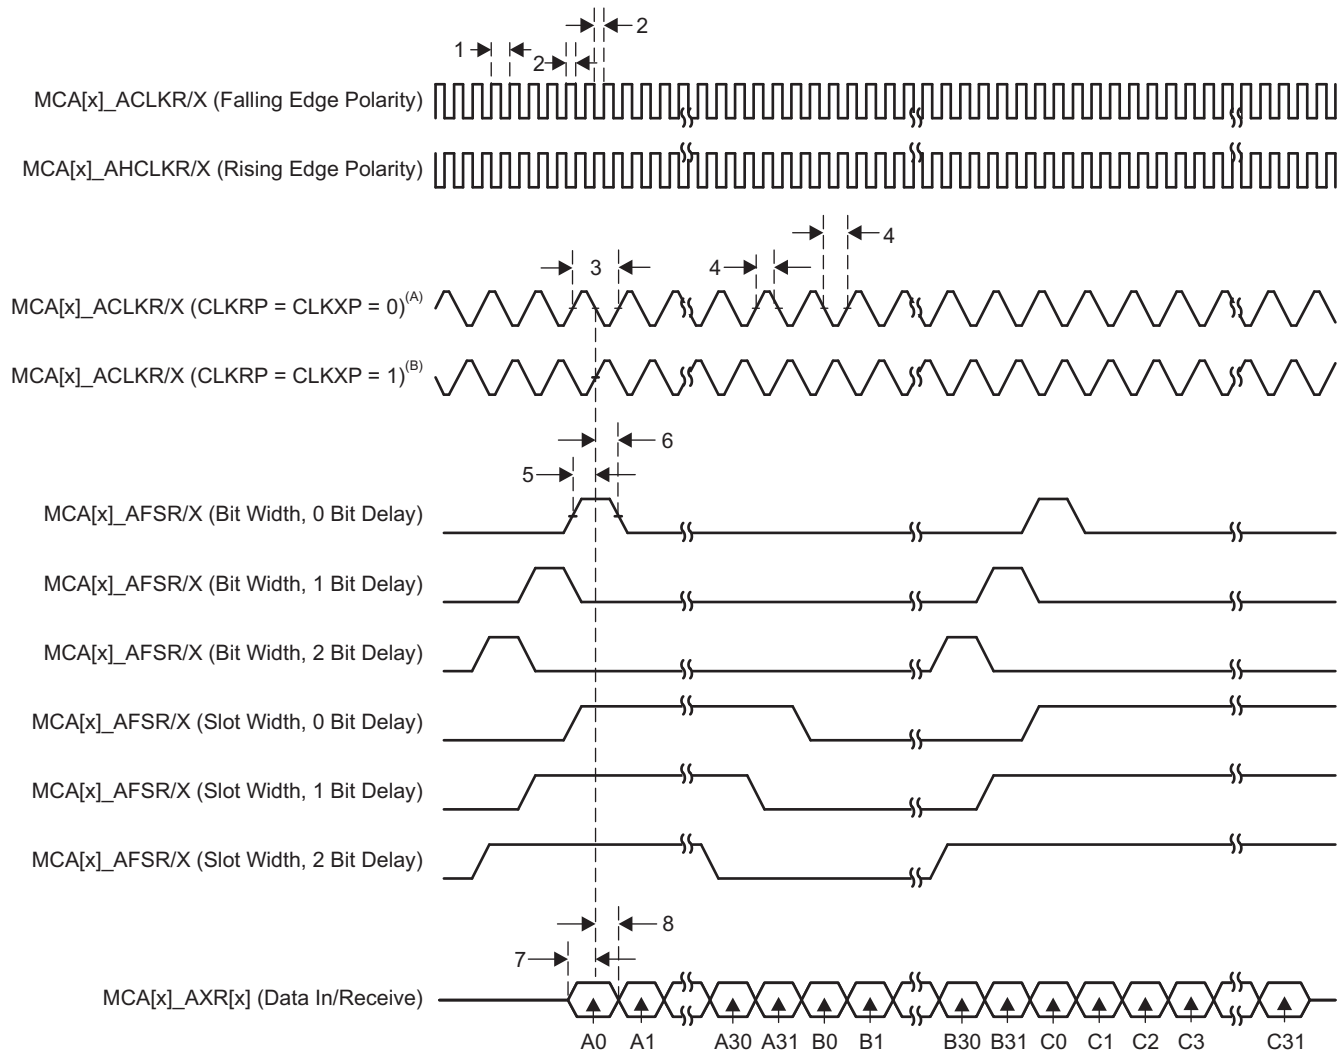 2
1
2
MCA[x]_ACLKR/X (Falling Edge Polarity)
MCA[x]_AHCLKR/X (Rising Edge Polarity)
4
3
4
MCA[x]_ACLKR/X (CLKRP = CLKXP = 0)(A)
MCA[x]_ACLKR/X (CLKRP = CLKXP = 1)(B)
6
5
MCA[x]_AFSR/X (Bit Width, 0 Bit Delay)
MCA[x]_AFSR/X (Bit Width, 1 Bit Delay)
MCA[x]_AFSR/X (Bit Width, 2 Bit Delay)
MCA[x]_AFSR/X (Slot Width, 0 Bit Delay)
MCA[x]_AFSR/X (Slot Width, 1 Bit Delay)
MCA[x]_AFSR/X (Slot Width, 2 Bit Delay)
8
7
MCA[x]_AXR[x] (Data In/Receive)
A0 A1 A30 A31 B0 B1 B30 B31 C0 C1 C2 C3 C31